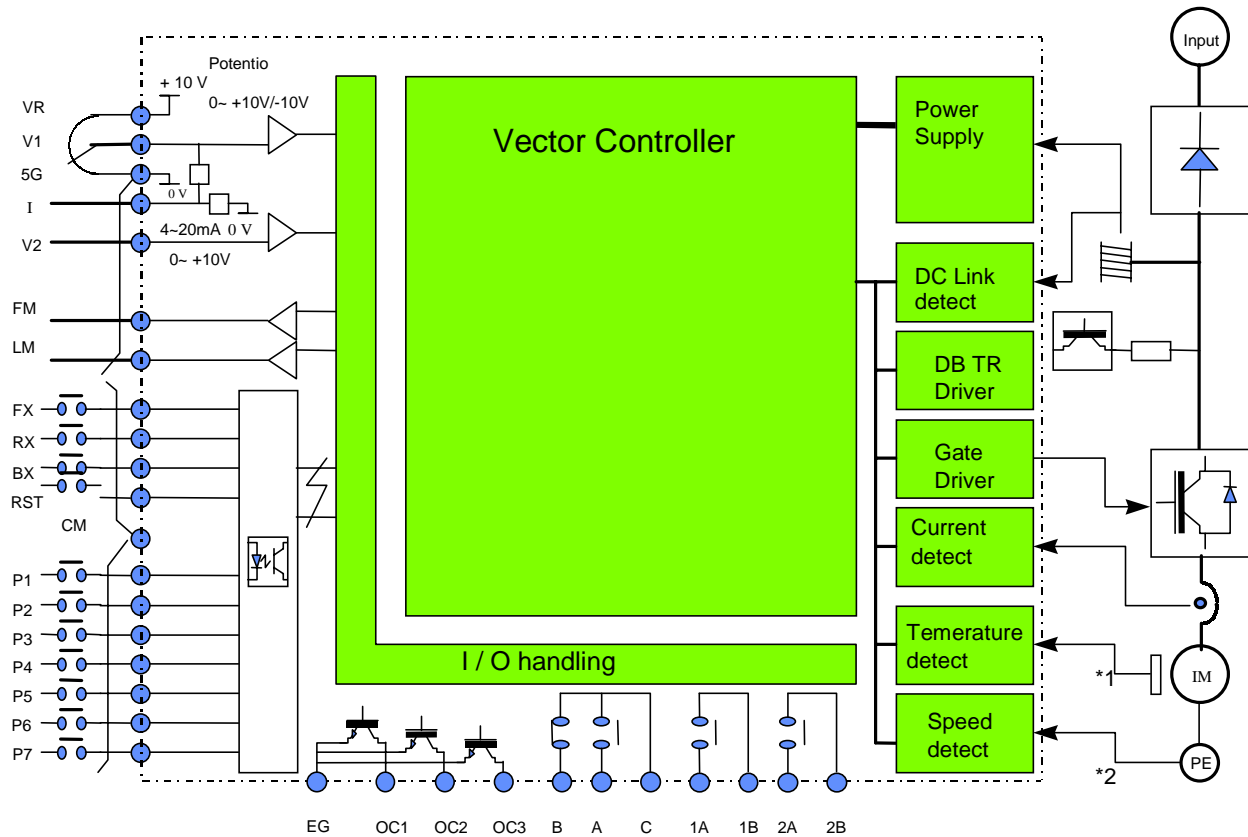 Input
Potentio
+ 10 V
0~ +10V/-10V
VR
V1
5G
0 V
I
4~20mA 0 V
V2
0~ +10V
FM
LM
FX
RX
BX
RST
CM
P1
P2
P3
P4
P5
P6
P7
Vector Controller
I / O handling
Power
Supply
DC Link
detect
DB TR
Driver
Gate
Driver
Current
detect
Temerature
detect
Speed
detect
*1
IM
*2
PE
EG OC1 OC2 OC3 B A C 1A 1B 2A 2B